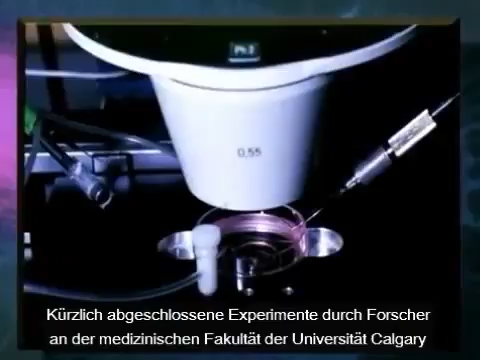 0,55
Kürzlich abgeschlossene Experimente durch Forscher
an der medizinischen Fakultät der Universität Calgary